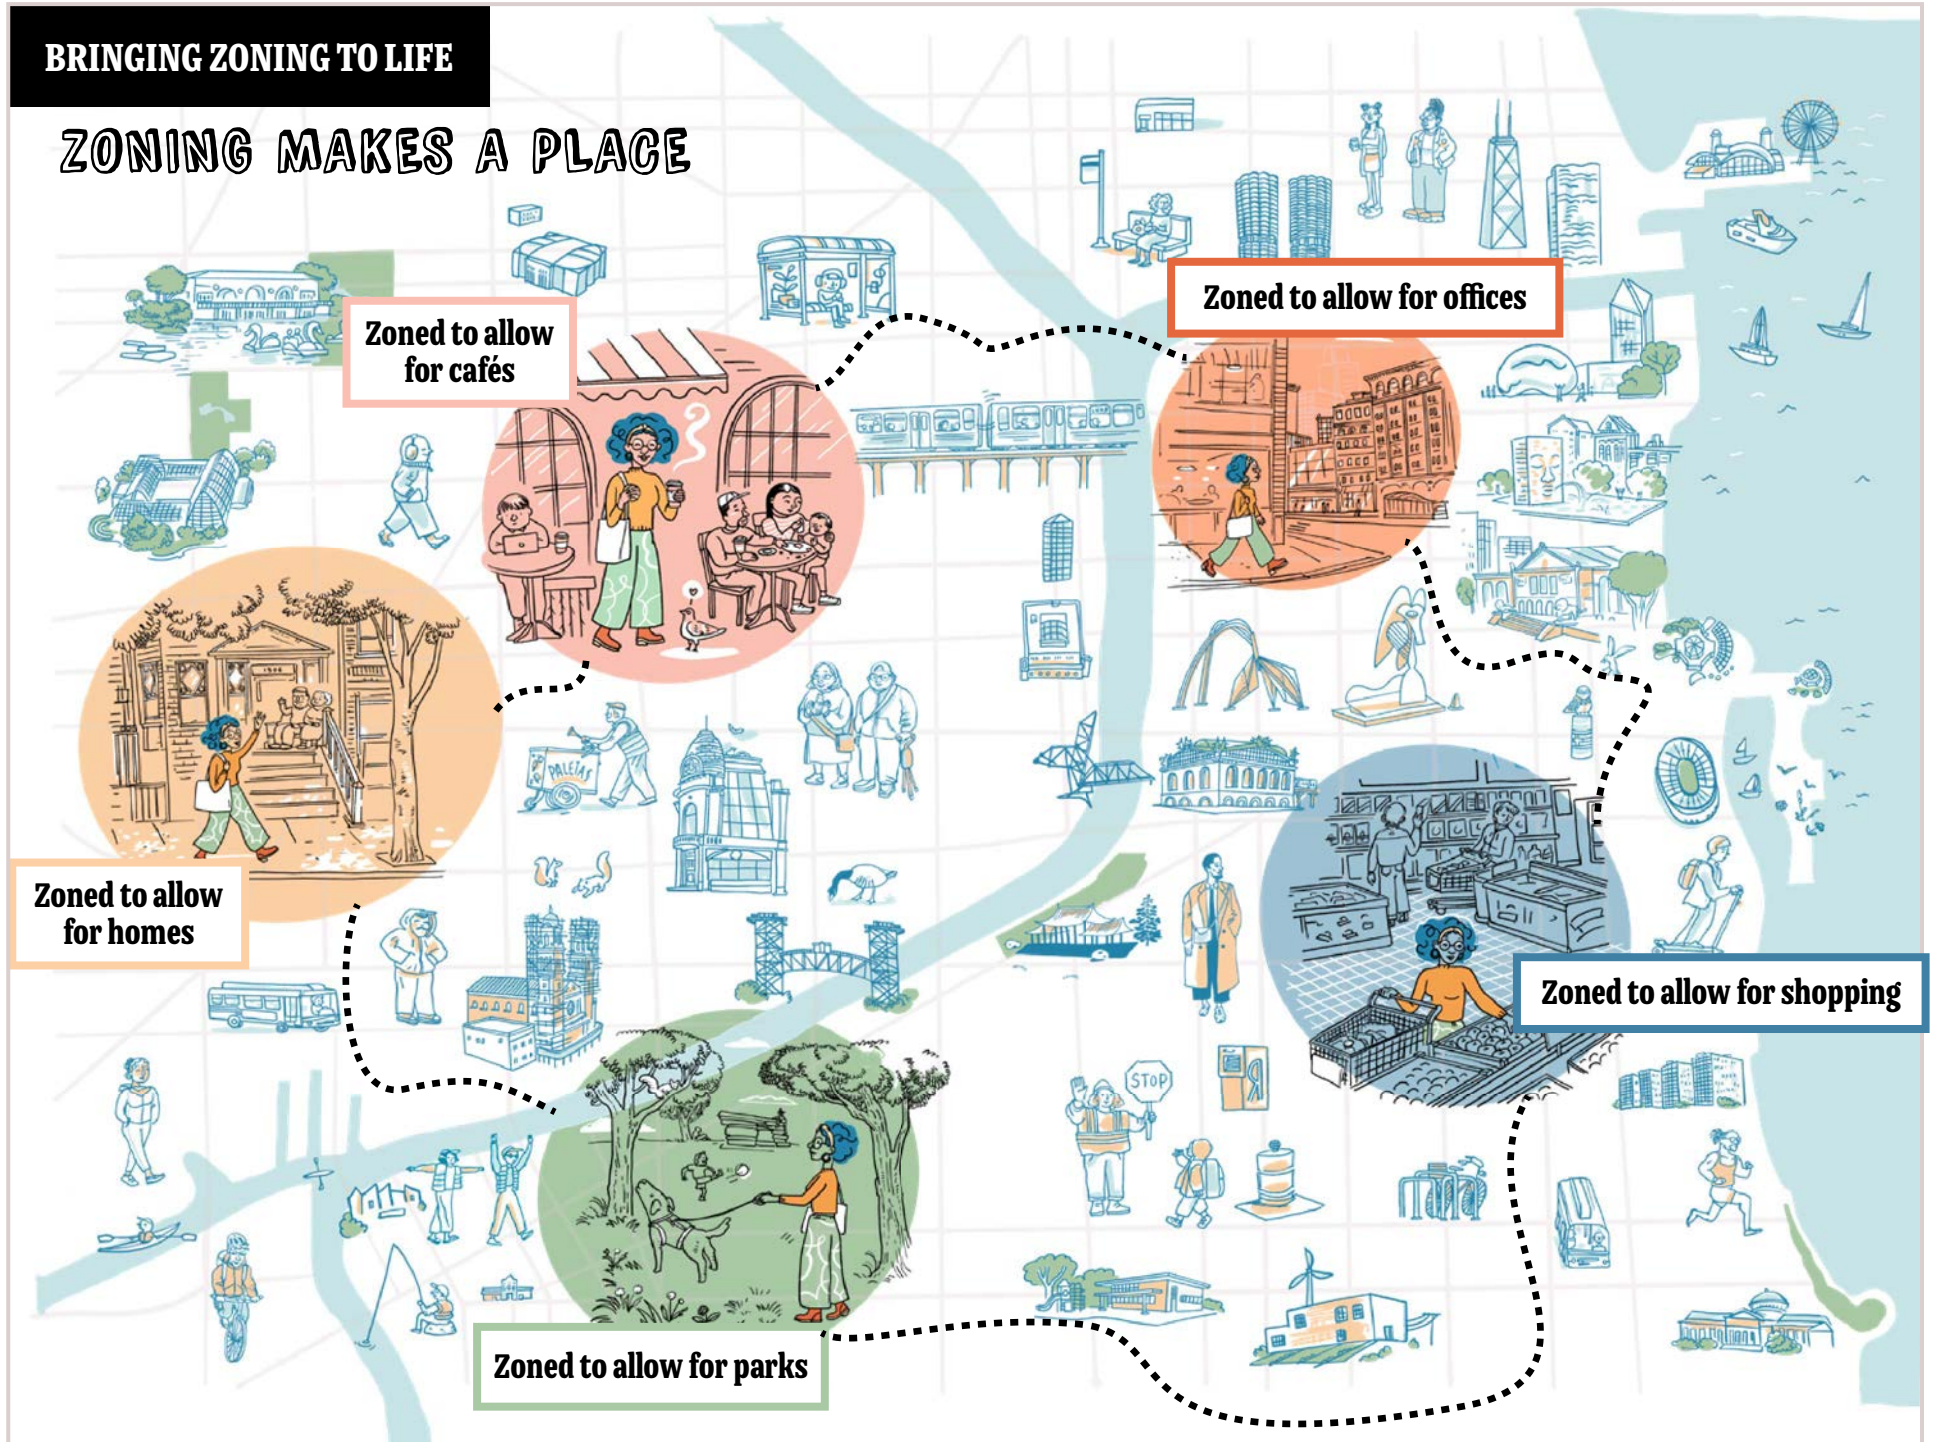 BRINGING ZONING TO LIFE
ZONING MAKES A PLACE
Zoned to allow for offices
Zoned to allow
for cafés
PALETAS
Zoned to allow
for homes
Zoned to allow for shopping
STOP
Zoned to allow for parks